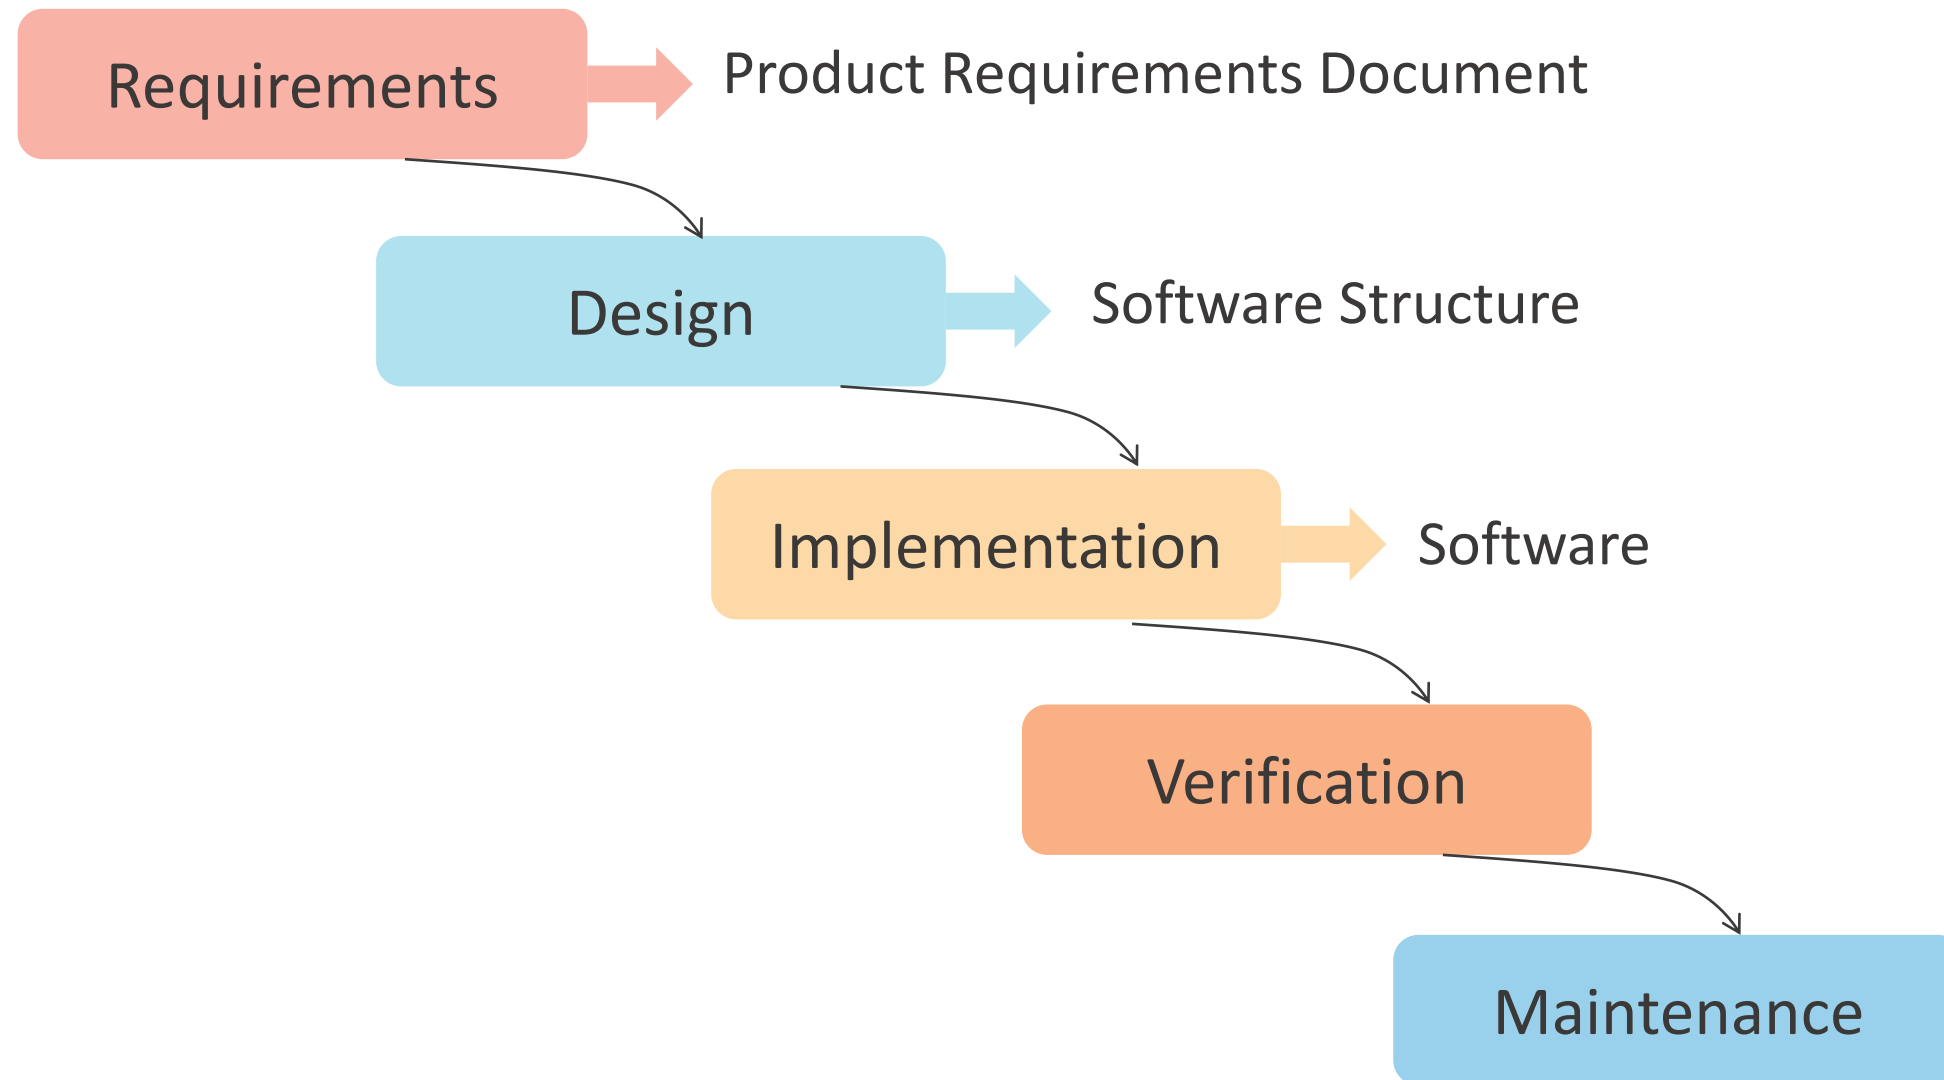 Requirements
Product Requirements Document
Design
Software Structure
Implementation
Software
Verification
Maintenance